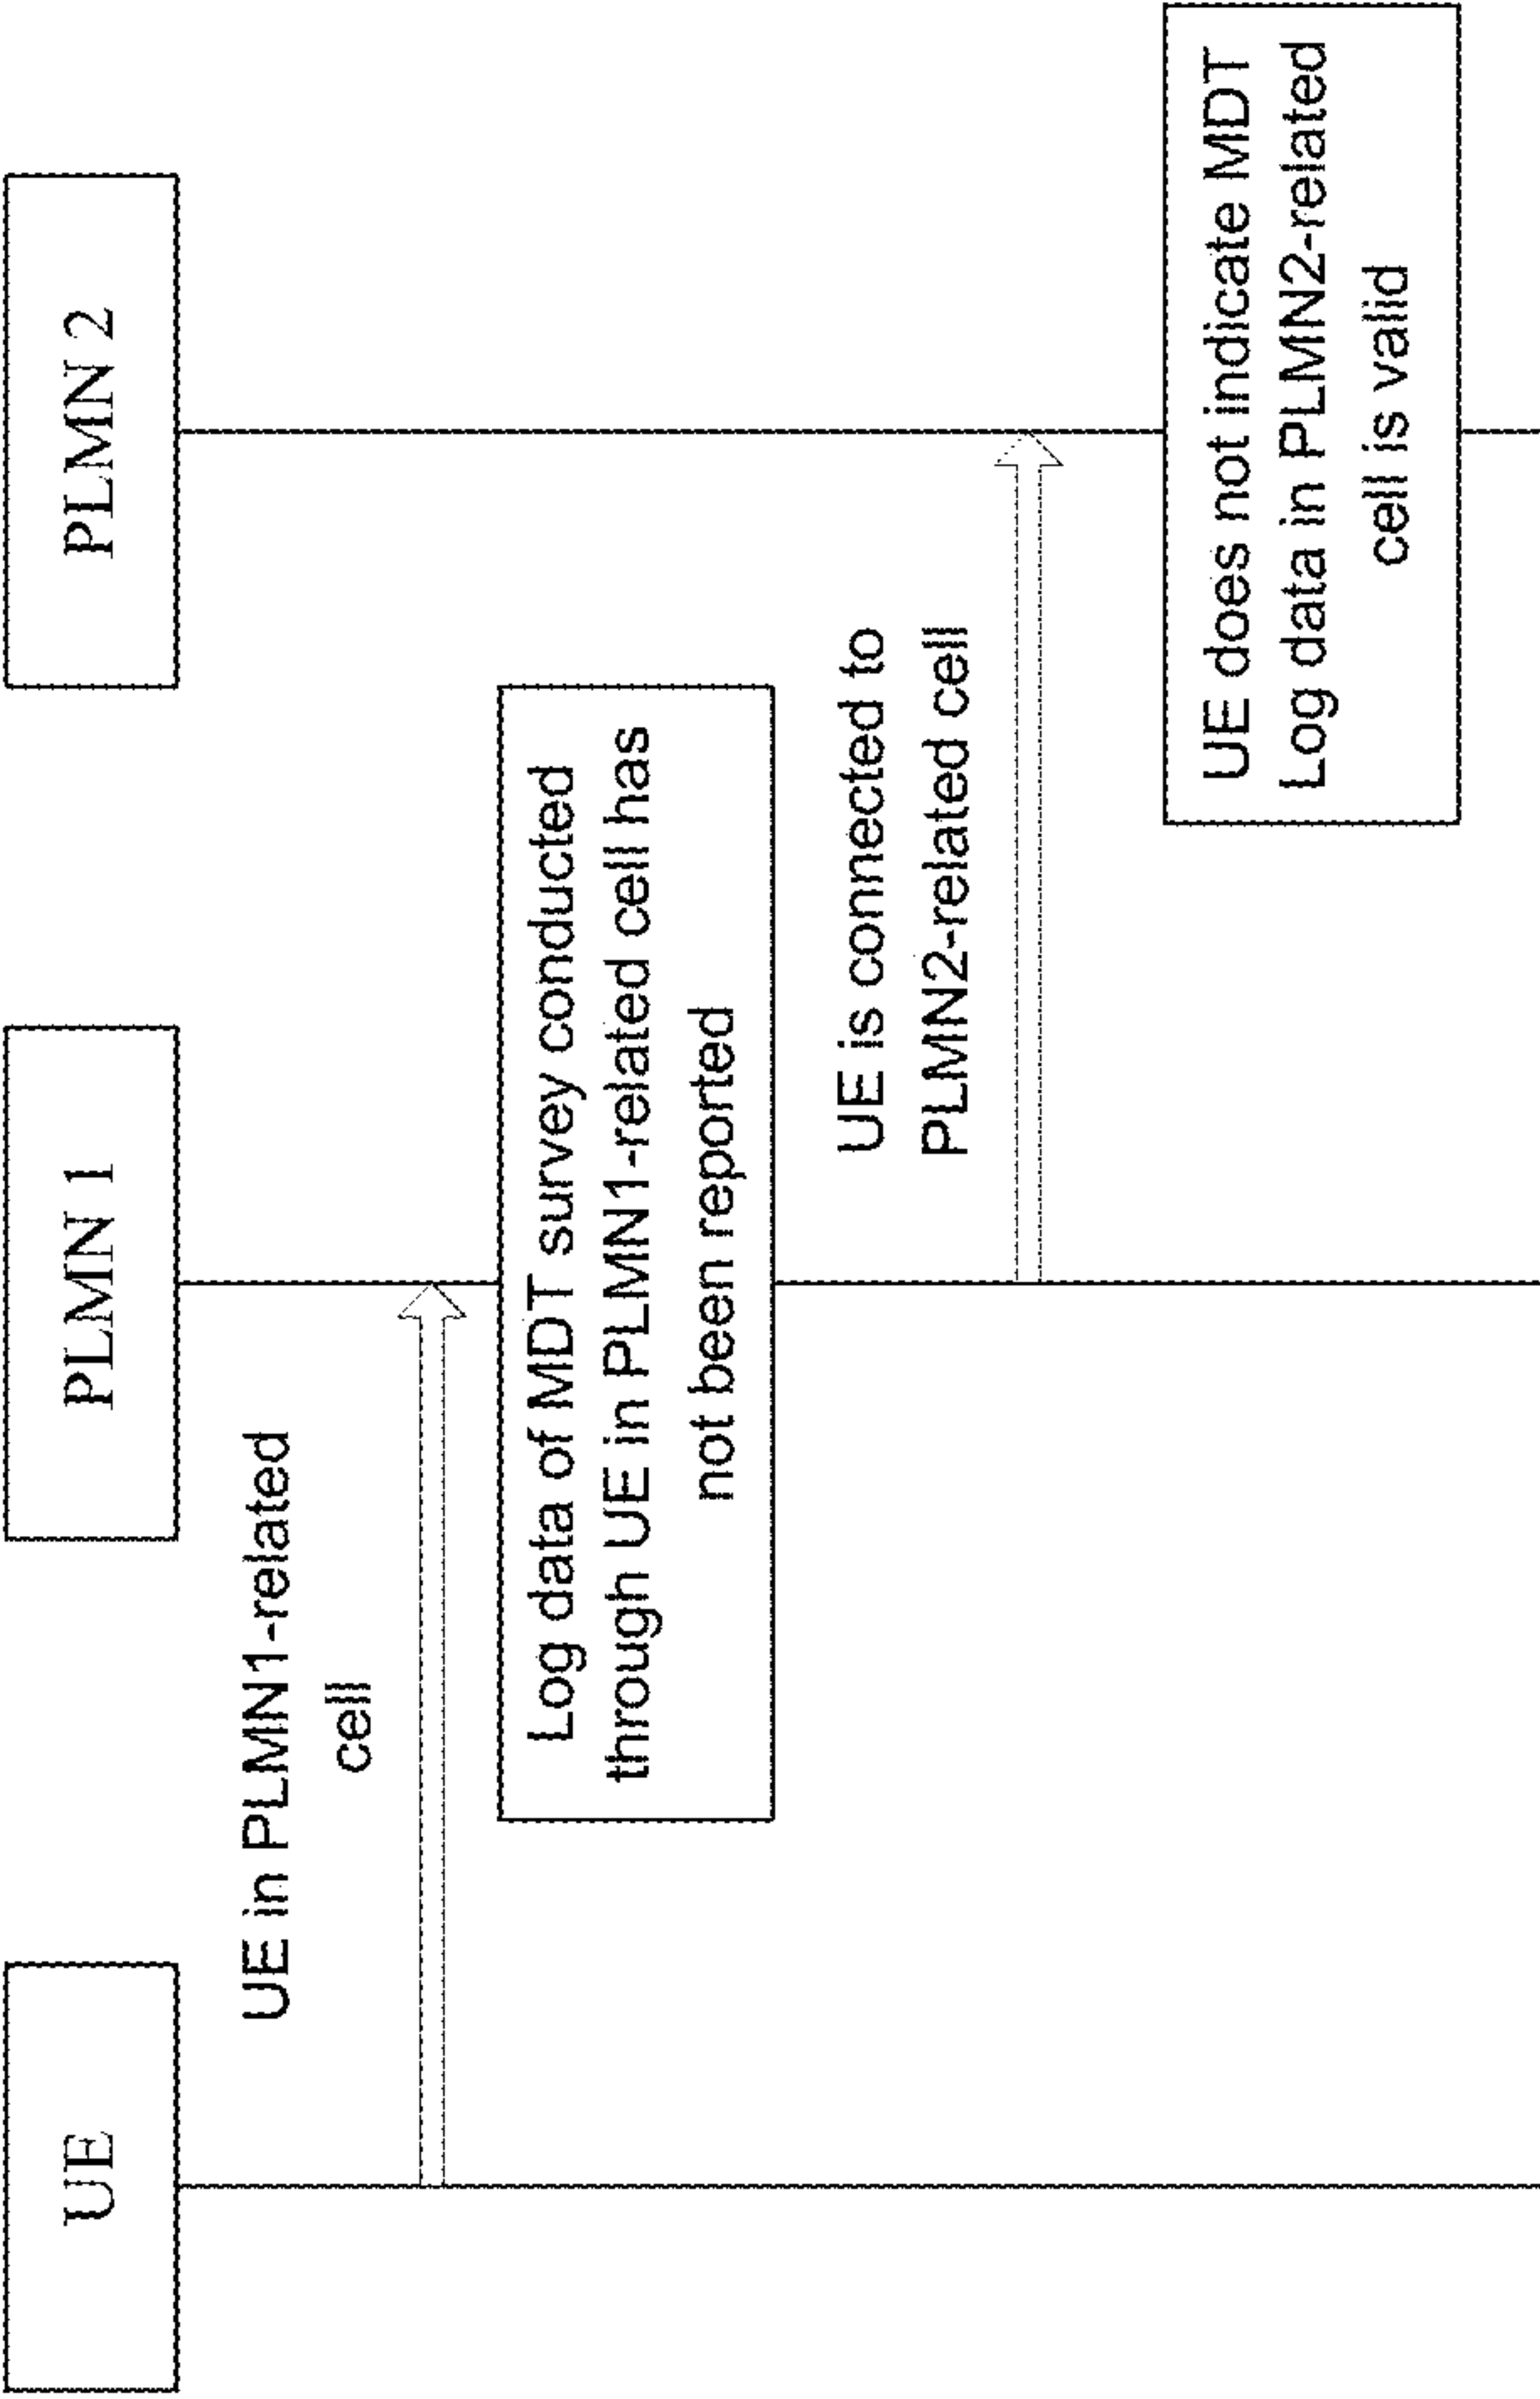 UE
PLMN 1
PLMN 2
UE in PLMN1-related
cell
Log data of MDT survey conducted
through UE in PLMN1-related cell has
not been reported
UE is connected to
PLMN2-related cell
UE does not indicate MDT
Log data in PLMN2-related
cell is valid